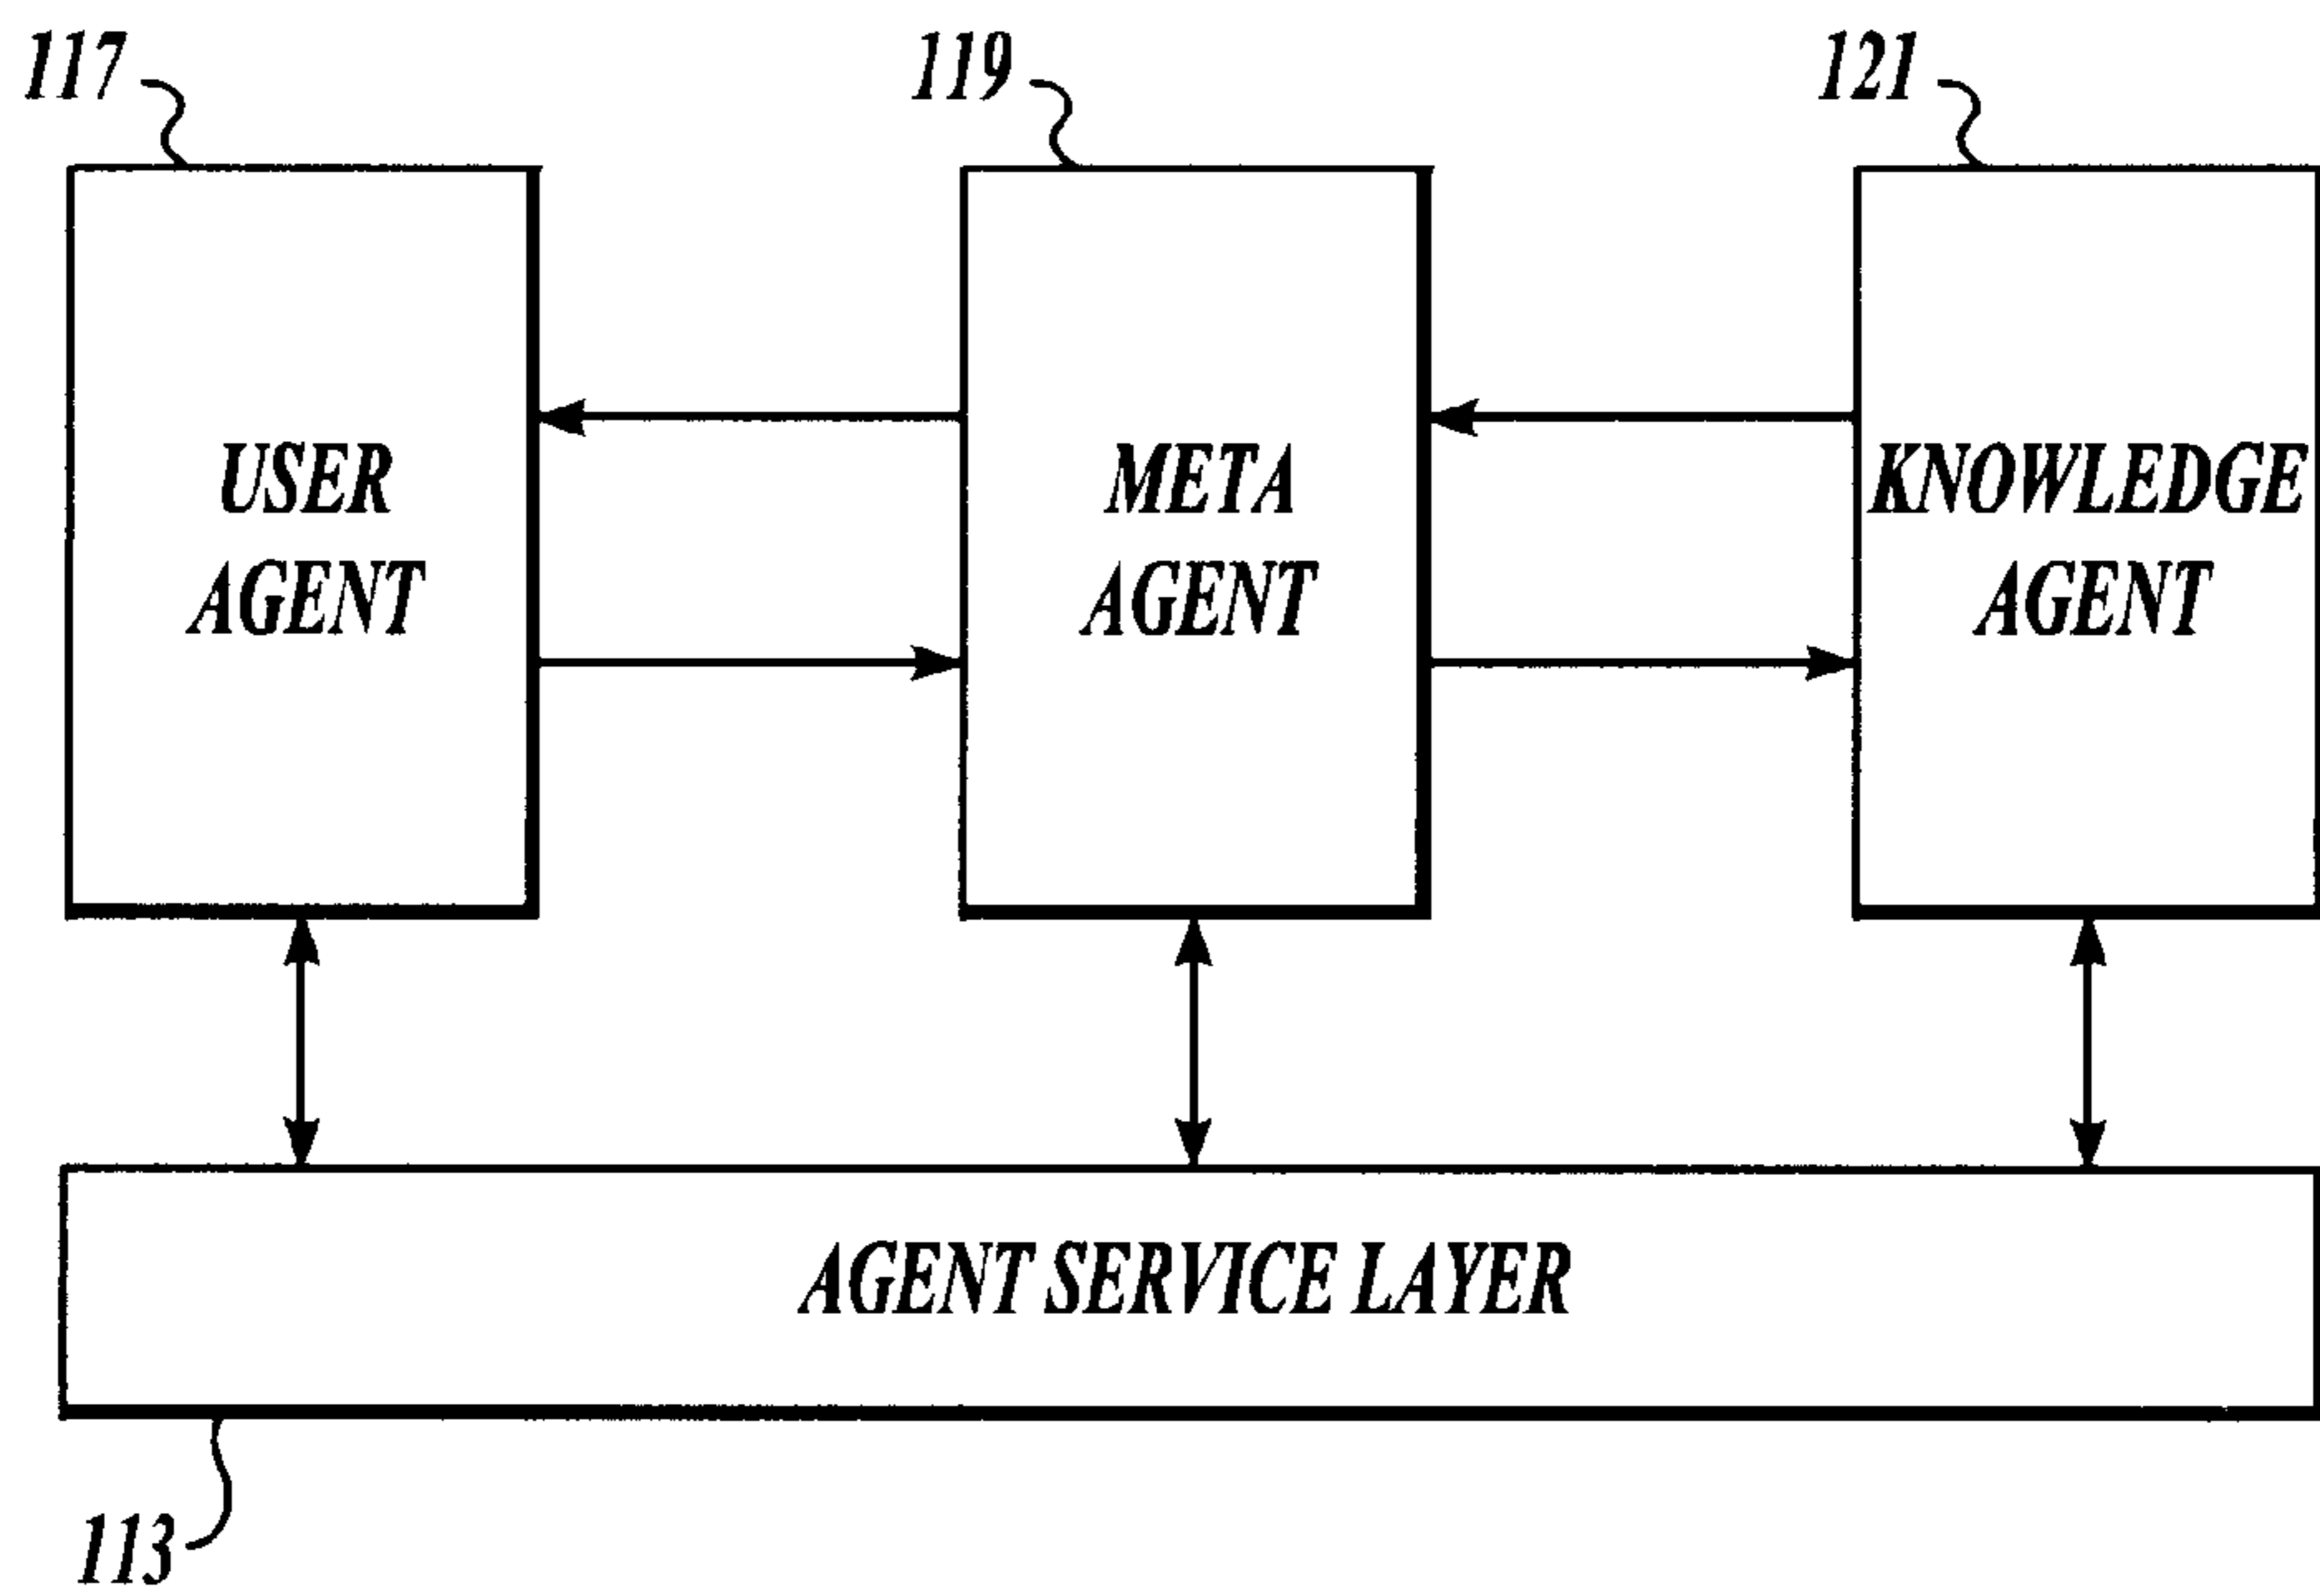 117
119
121
USER
AGENT
META
AGENT
KNOWLEDGE
AGENT
AGENT SERVICE LAYER
113